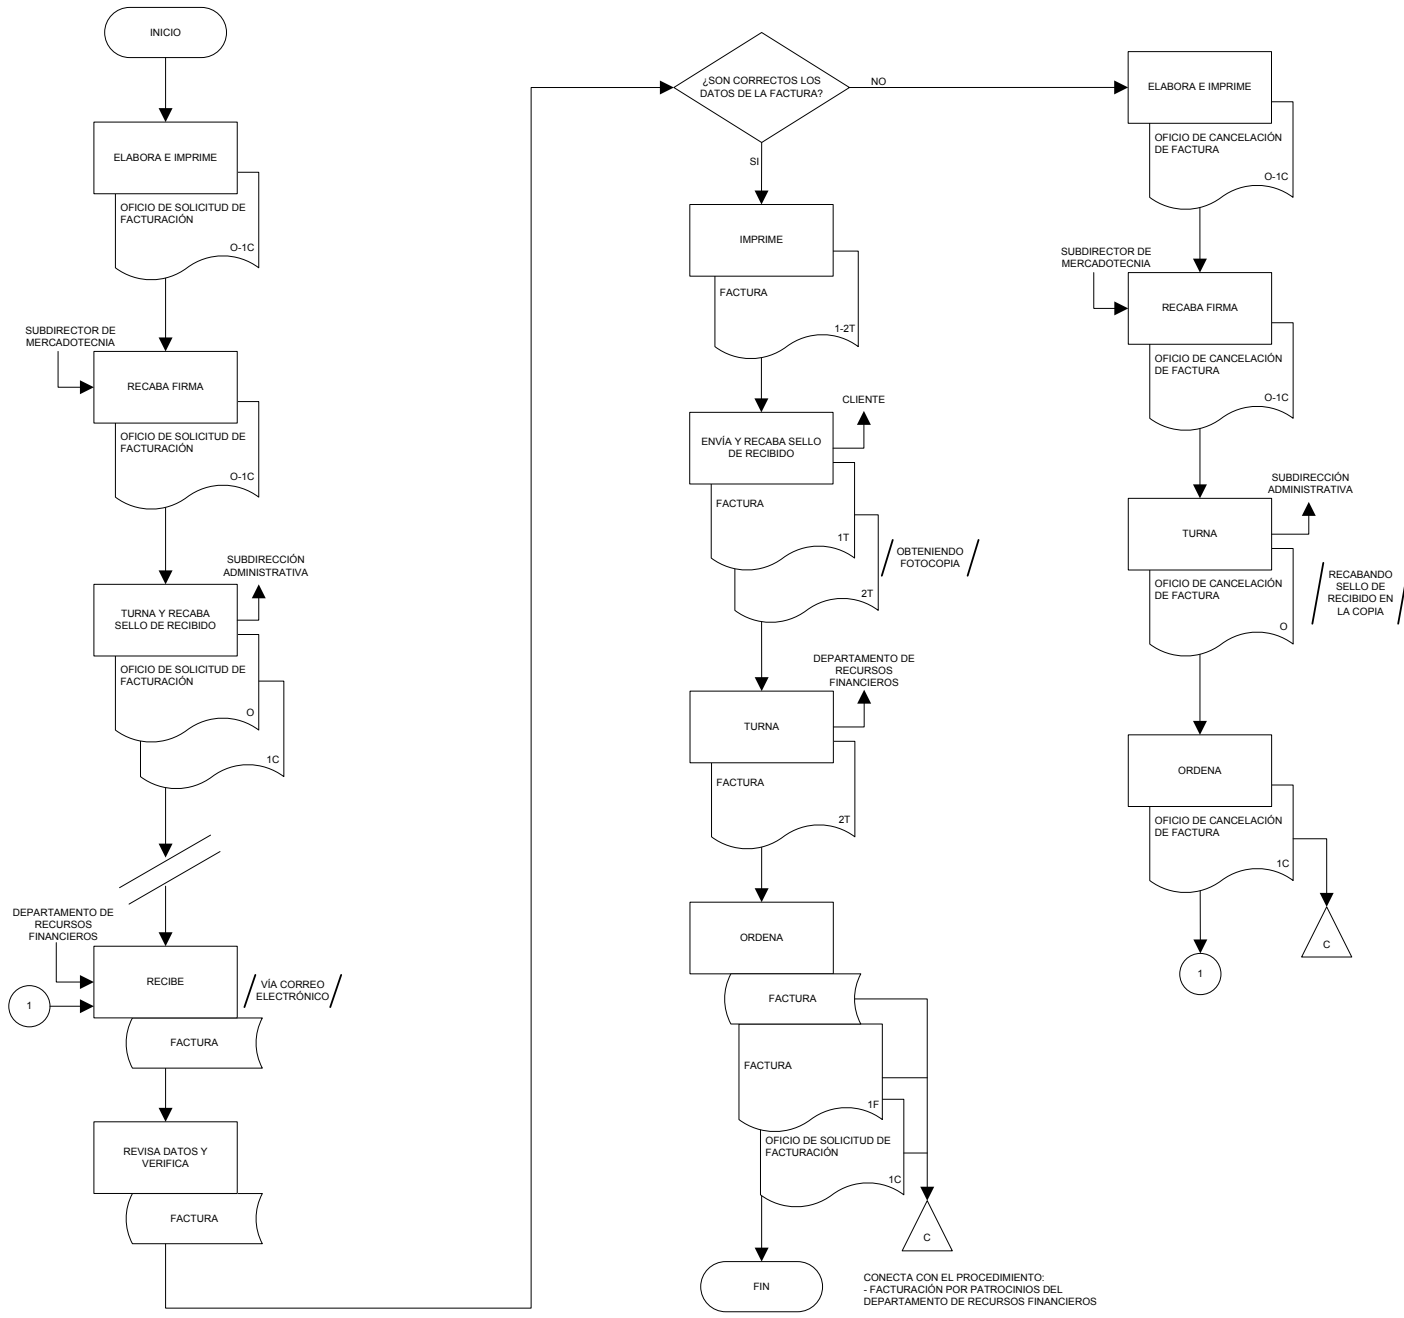 INICIO
ELABORA E IMPRIME
OFICIO DE SOLICITUD DE
FACTURACIÓN
O-1C
SUBDIRECTOR DE
MERCADOTECNIA
RECABA FIRMA
OFICIO DE SOLICITUD DE
FACTURACIÓN
O-1C
SUBDIRECCIÓN
ADMINISTRATIVA
TURNA Y RECABA
SELLO DE RECIBIDO
OFICIO DE SOLICITUD DE
FACTURACIÓN
O
1C
DEPARTAMENTO DE
RECURSOS
FINANCIEROS
RECIBE
1
VÍA CORREO
ELECTRÓNICO
FACTURA
REVISA DATOS Y
VERIFICA
FACTURA
¿SON CORRECTOS LOS
DATOS DE LA FACTURA?
NO
SI
IMPRIME
FACTURA
1-2T
CLIENTE
ENVÍA Y RECABA SELLO
DE RECIBIDO
FACTURA
1T
2T
OBTENIENDO
FOTOCOPIA
DEPARTAMENTO DE
RECURSOS
FINANCIEROS
TURNA
FACTURA
2T
ORDENA
FACTURA
FACTURA
1F
OFICIO DE SOLICITUD DE
FACTURACIÓN
1C
C
FIN
CONECTA CON EL PROCEDIMIENTO:
- FACTURACIÓN POR PATROCINIOS DEL
DEPARTAMENTO DE RECURSOS FINANCIEROS
ELABORA E IMPRIME
OFICIO DE CANCELACIÓN
DE FACTURA
O-1C
SUBDIRECTOR DE
MERCADOTECNIA
RECABA FIRMA
OFICIO DE CANCELACIÓN
DE FACTURA
O-1C
SUBDIRECCIÓN
ADMINISTRATIVA
TURNA
OFICIO DE CANCELACIÓN
DE FACTURA
O
RECABANDO
SELLO DE
RECIBIDO EN
LA COPIA
ORDENA
OFICIO DE CANCELACIÓN
DE FACTURA
1C
C
1